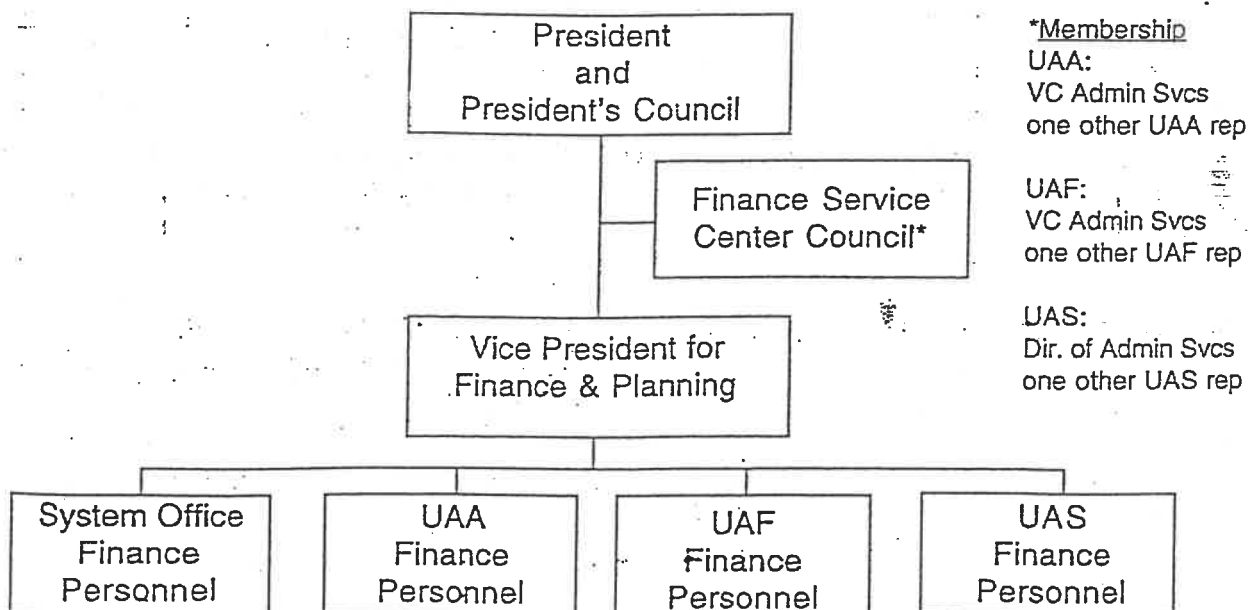 President
and
President's Council
*Membership
UAA:
VC Admin Svcs
one other UAA rep
Finance Service
Center Council*
UAF:
VC Admin Svcs
one other UAF rep
Vice President for
Finance & Planning
UAS:
Dir. of Admin Svcs
one other UAS rep
System Office
Finance
Personnel
UAA
Finance
Personnel
UAF
Finance
Personnel
UAS
Finance
Personnel